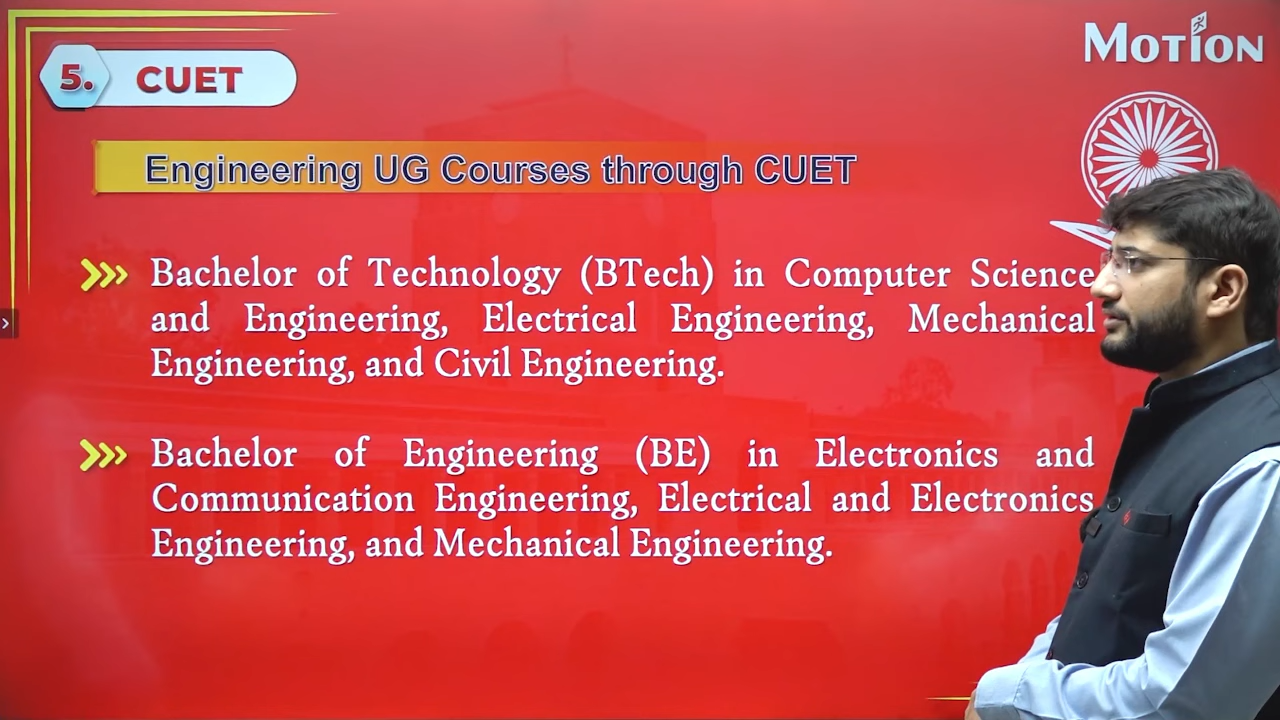 5. CUET
MOTION
Engineering UG Courses through CUET
Bachelor of Technology (BTech) in Computer Science
and Engineering, Electrical Engineering, Mechanical
Engineering, and Civil Engineering.
Bachelor of Engineering (BE) in Electronics and
Communication Engineering, Electrical and Electronics
Engineering, and Mechanical Engineering.